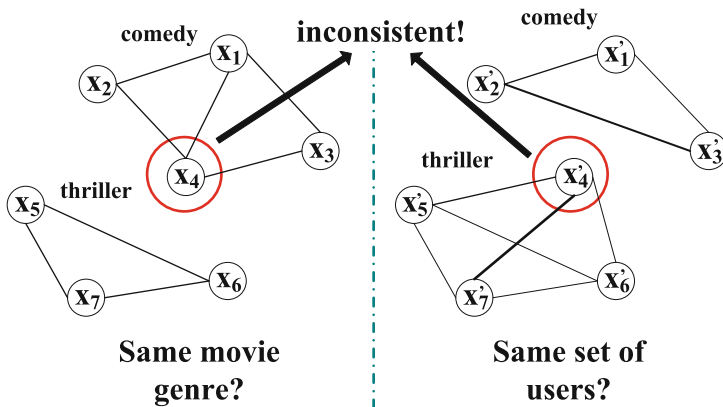 comedy
inconsistent!
comedy
x1
x2
x4
x3
x'1
x'2
x'3
thriller
x5
x7
x6
thriller
x'4
x'5
x'7
x'6
Same movie
genre?
Same set of
users?